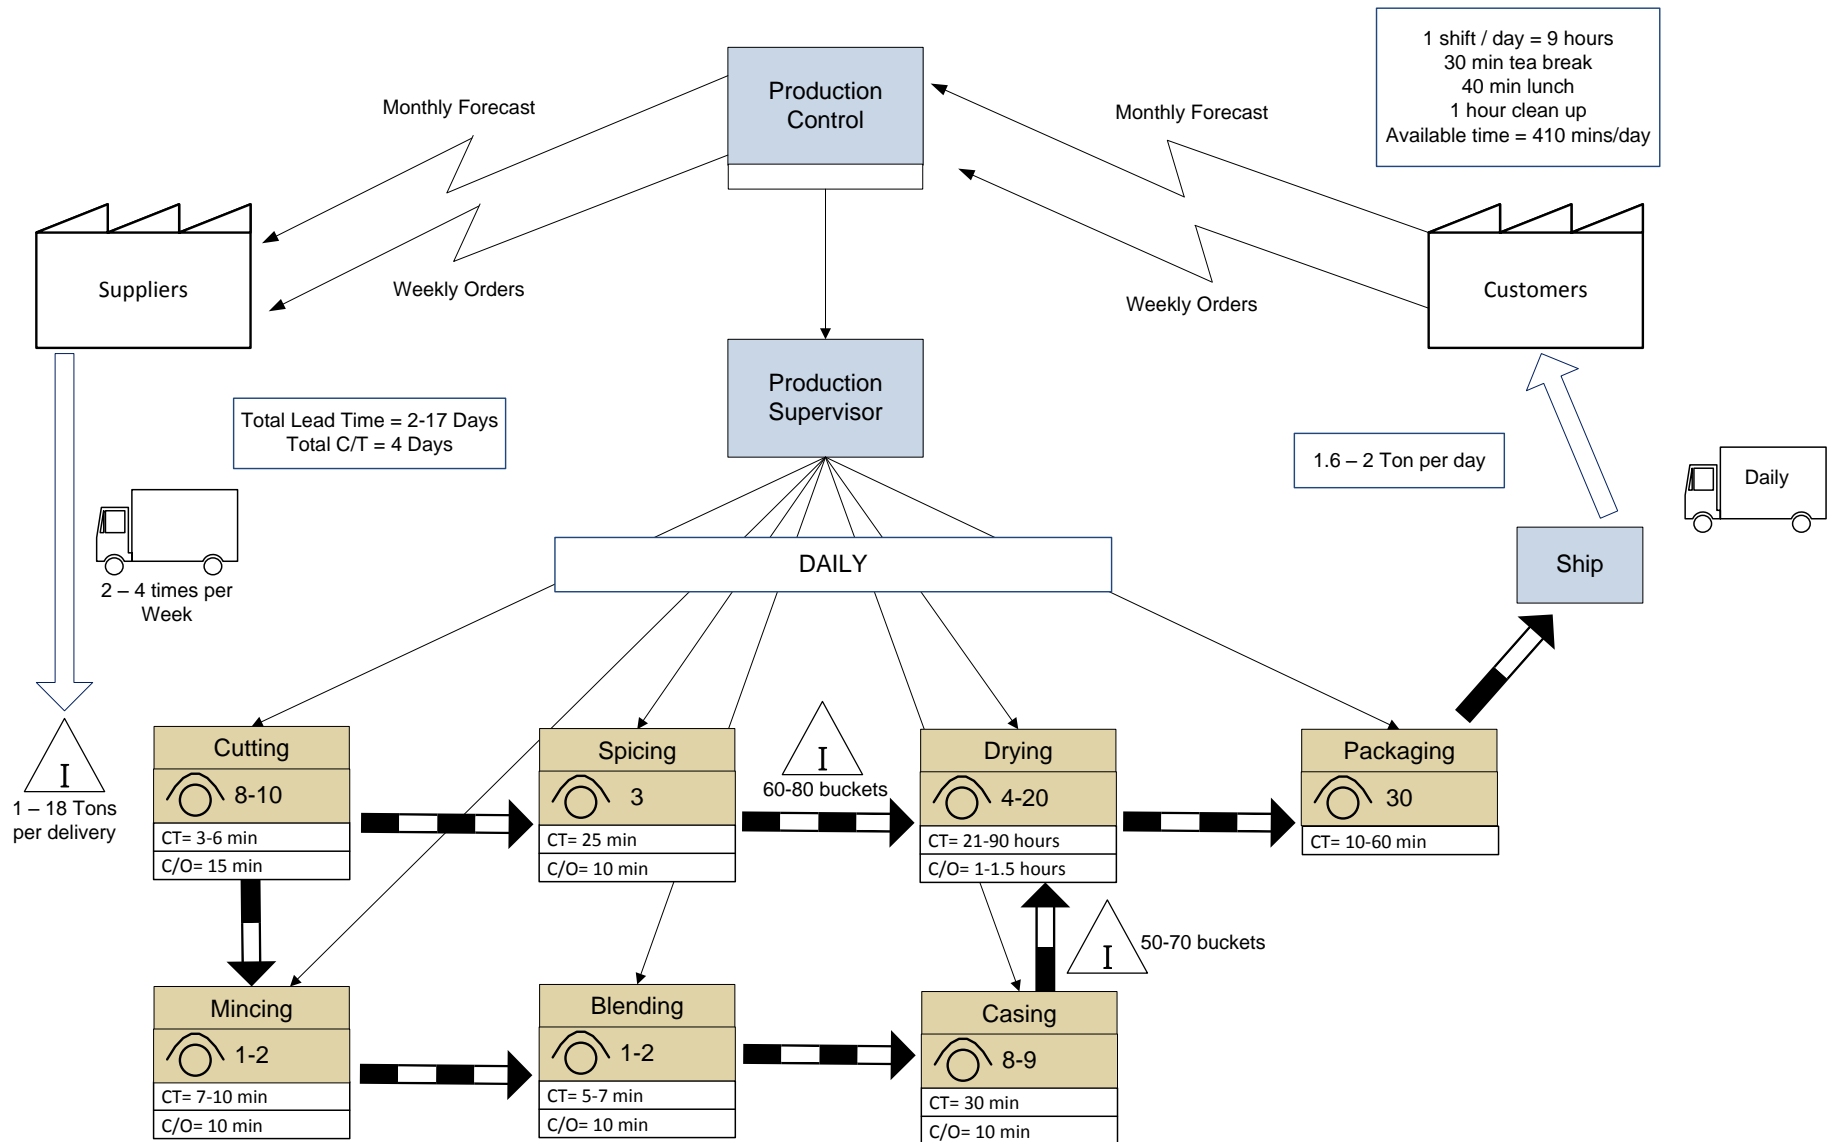 1 shift / day = 9 hours
30 min tea break
40 min lunch
1 hour clean up
Available time = 410 mins/day
Production
Control
Monthly Forecast
Monthly Forecast
Suppliers
Weekly Orders
Weekly Orders
Customers
Production
Supervisor
Total Lead Time = 2-17 Days
Total C/T = 4 Days
1.6 – 2 Ton per day
Daily
2 – 4 times per
Week
DAILY
Ship
I
1 – 18 Tons
per delivery
Cutting
8-10
CT= 3-6 min
C/O= 15 min
Spicing
3
CT= 25 min
C/O= 10 min
I
60-80 buckets
Drying
4-20
CT= 21-90 hours
C/O= 1-1.5 hours
Packaging
30
CT= 10-60 min
I
50-70 buckets
Mincing
1-2
CT= 7-10 min
C/O= 10 min
Blending
1-2
CT= 5-7 min
C/O= 10 min
Casing
8-9
CT= 30 min
C/O= 10 min